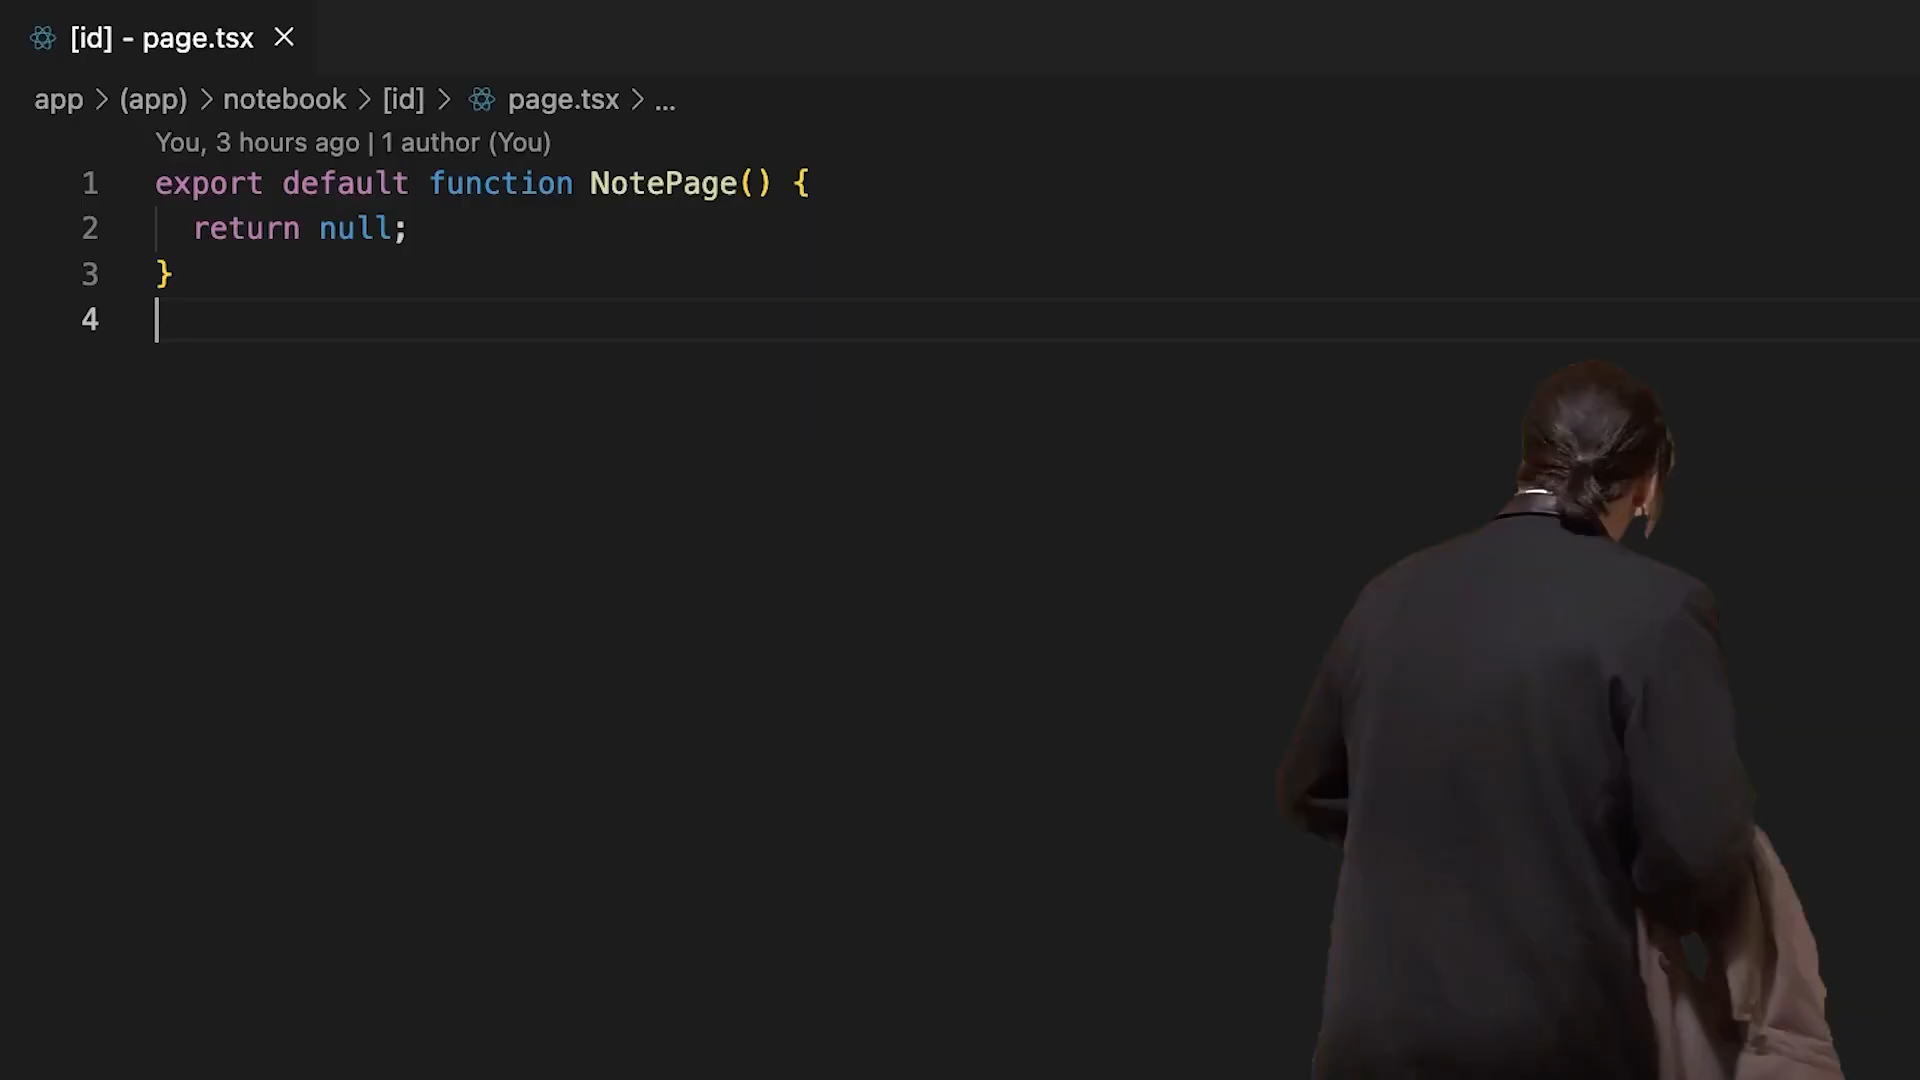 [id] - page.tsx
app > (app) > notebook > [id] > page.tsx > ...
You, 3 hours ago | 1 author (You)
1 export default function NotePage() {
2 return null;
3 }
4